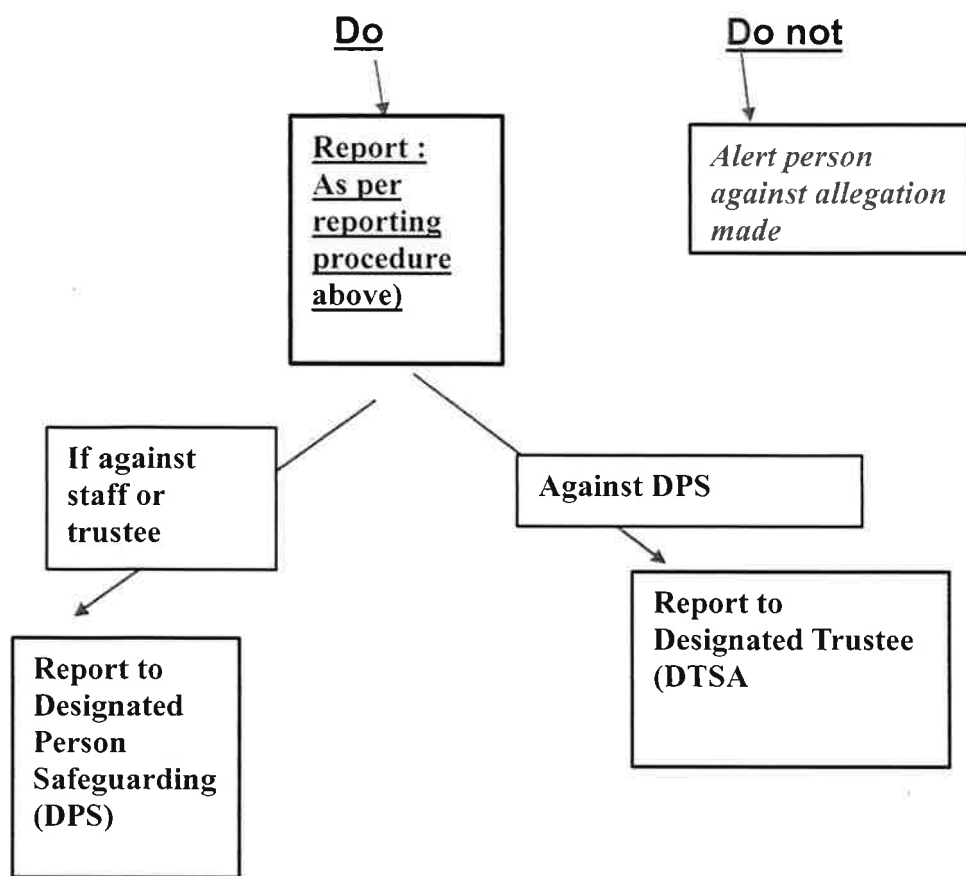 Do
Do not
Report :
As per
reporting
procedure
above)
Alert person
against allegation
made
If against
staff or
trustee
Against DPS
Report to
Designated
Person
Safeguarding
(DPS)
Report to
Designated Trustee
(DTSA